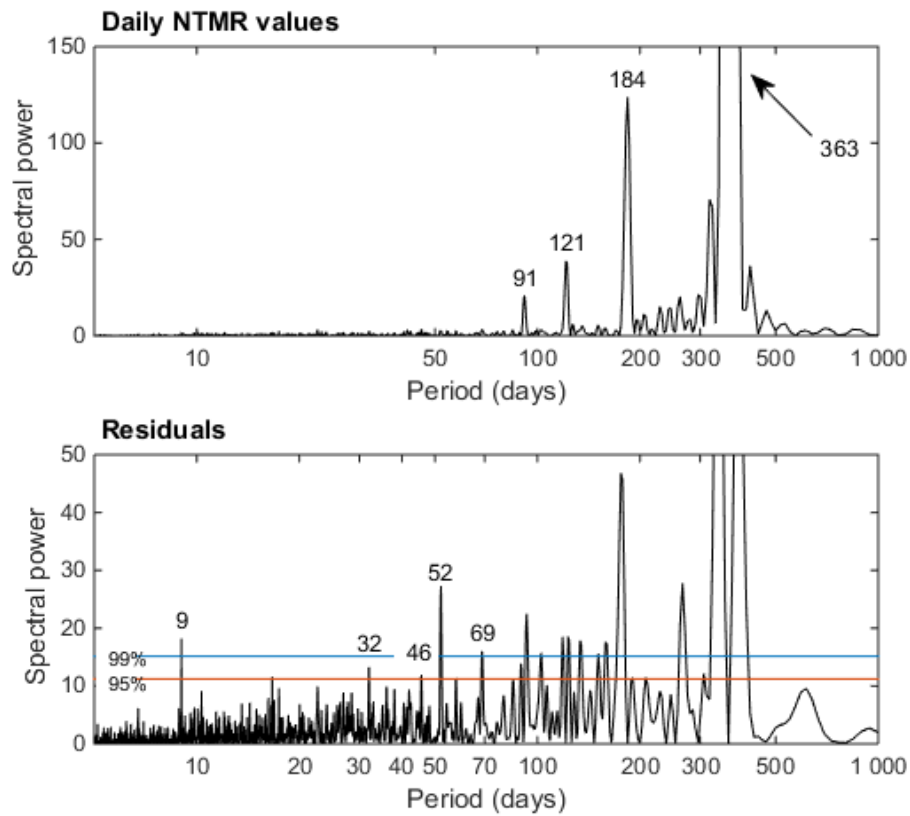 Daily NTMR values
150
100
50
0
Spectral power
184
363
121
91
10 50 100 200 300 500 1 000
Period (days)
Residuals
50
40
30
20
10
0
Spectral power
52
9
32
46
69
99%
95%
10 20 30 40 50 70 100 200 300 500 1 000
Period (days)